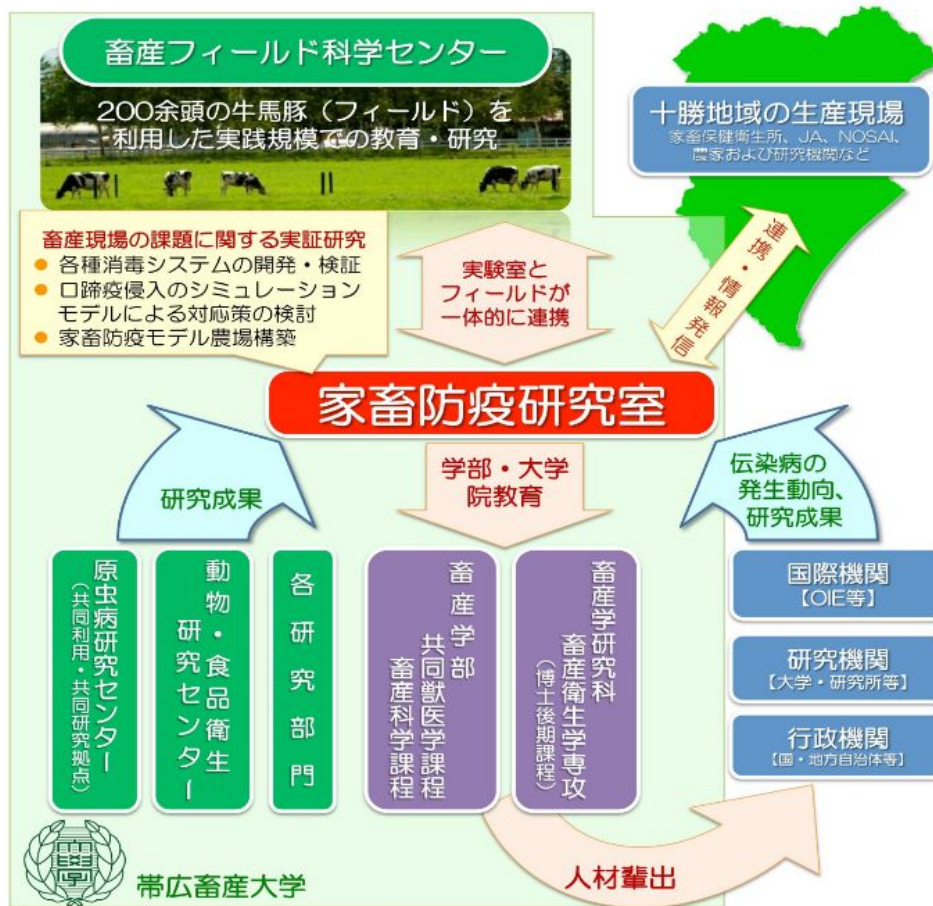 畜産フィールド科学センター
200余頭の牛馬豚（フィールド）を
利用した実践規模での教育・研究
十勝地域の生産現場
家畜保健衛生所、JA、NOSAI、
農家および研究機関など
畜産現場の課題に関する実証研究
● 各種消毒システムの開発・検証
● 口蹄疫侵入のシミュレーション
モデルによる対応策の検討
● 家畜防疫モデル農場構築
実験室と
フィールドが
一体的に連携
連携・情報発信
家畜防疫研究室
研究成果
学部・大学
院教育
伝染病の
発生動向、
研究成果
原虫病研究センター
（共同利用・共同研究拠点）
動物・食品衛生
研究センター
各研究部門
畜産学部
共同獣医学課程
畜産科学課程
畜産学研究科
畜産衛生学専攻
（博士後期課程）
国際機関
【OIE等】
研究機関
【大学・研究所等】
行政機関
【国・地方自治体等】
人材輩出
帯広畜産大学